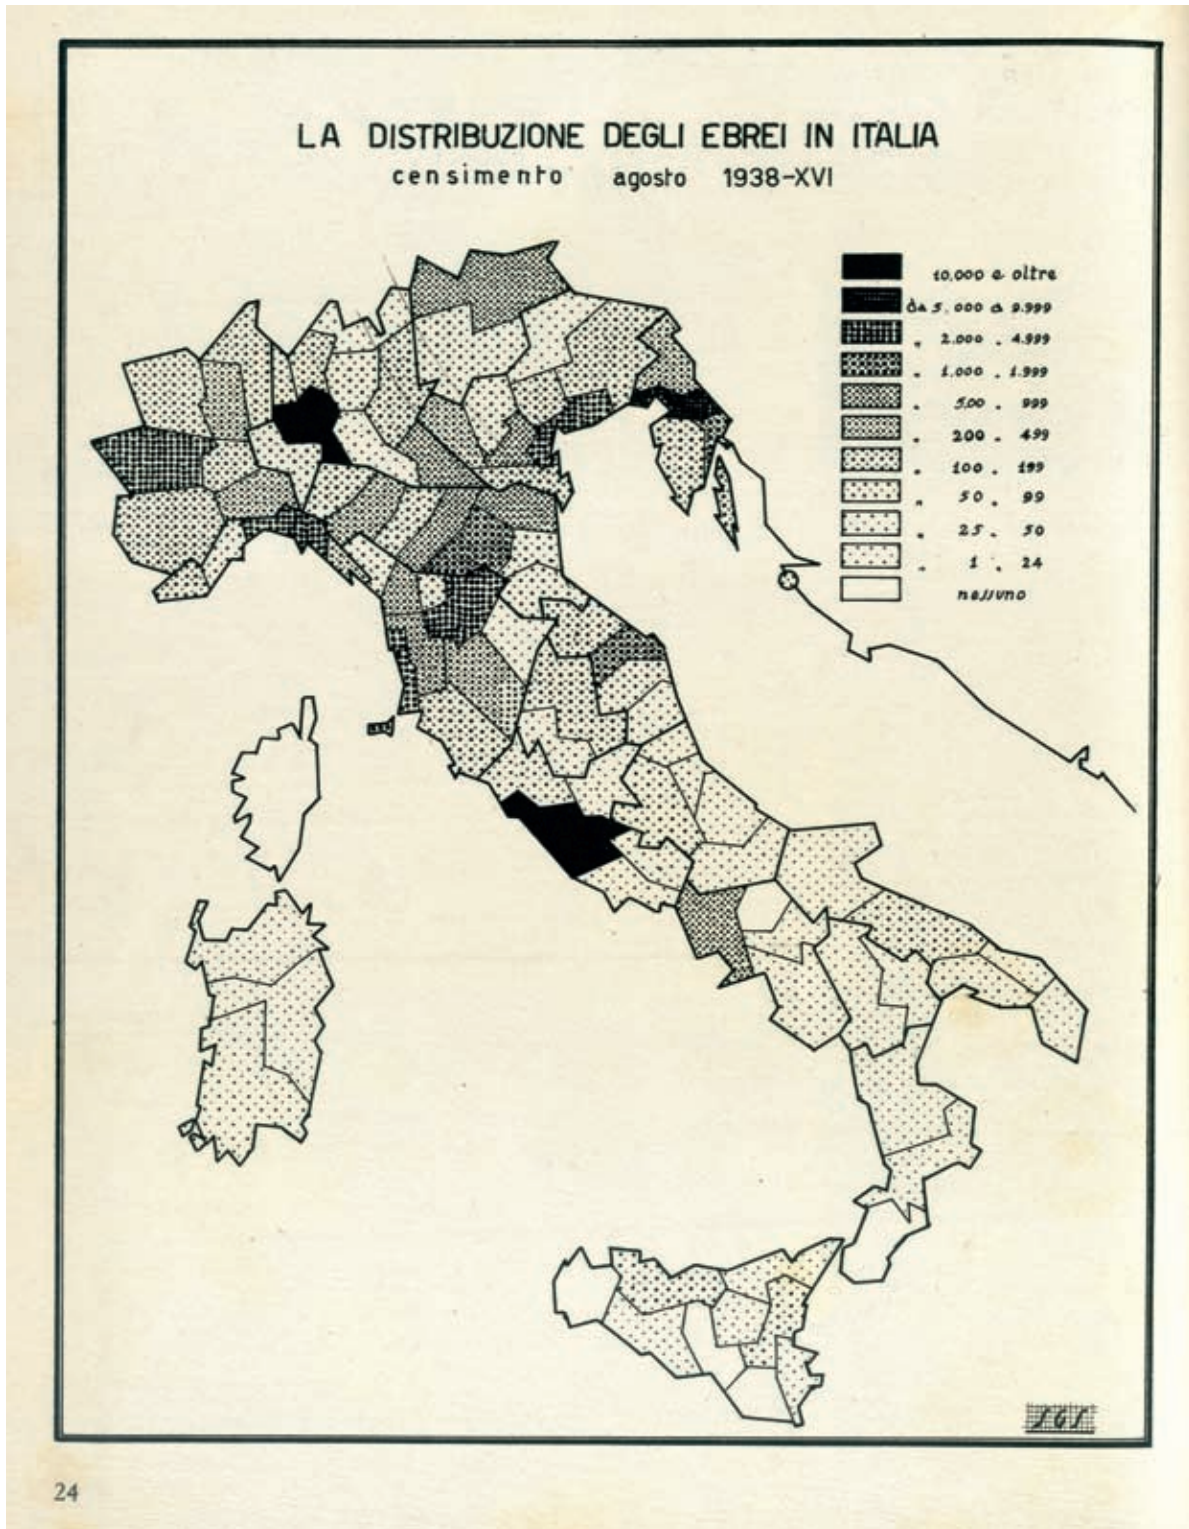 LA DISTRIBUZIONE DEGLI EBREI IN ITALIA
censimento agosto 1938-XVI
10.000 e oltre
Da 5.000 a 9.999
" 2.000 . 4.999
" 1.000 . 1.999
" 500 . 999
" 200 . 499
" 100 . 199
" 50 . 99
" 25 . 50
" 1 . 24
nessuno
24